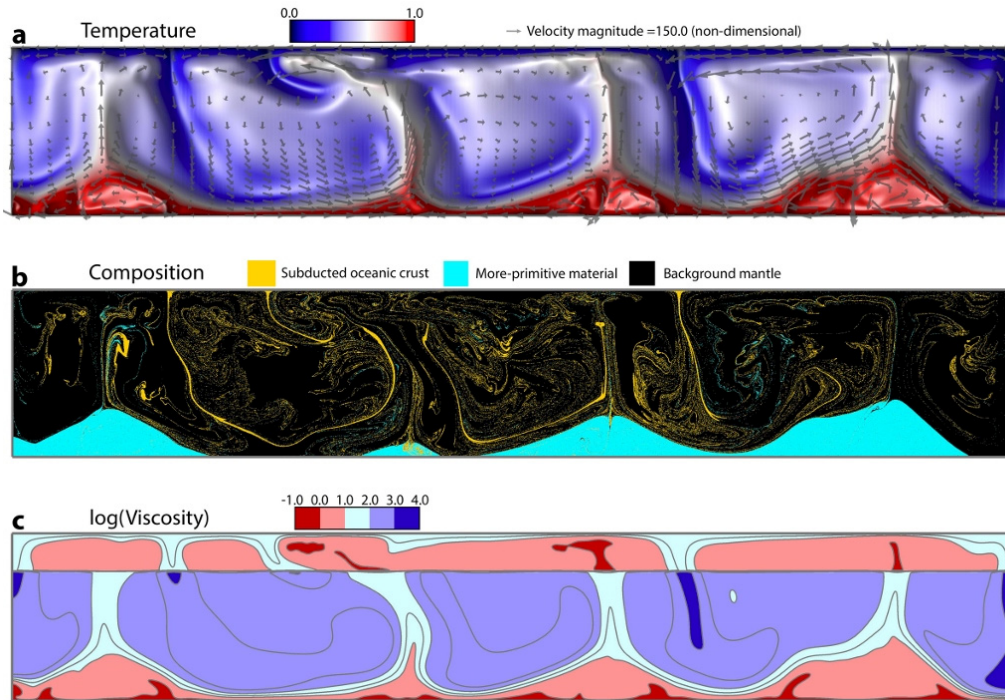 0.0 1.0
a Temperature
Velocity magnitude =150.0 (non-dimensional)
b Composition
Subducted oceanic crust
More-primitive material
Background mantle
-1.0 0.0 1.0 2.0 3.0 4.0
c log(Viscosity)